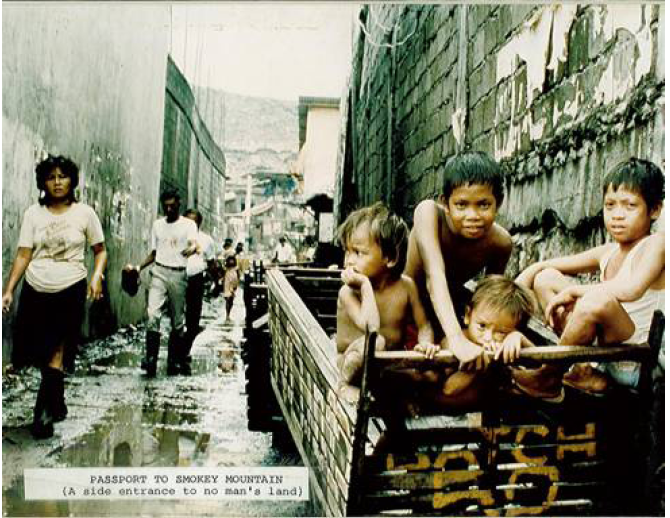 PASSPORT TO SMOKEY MOUNTAIN
(A side entrance to no man's land)